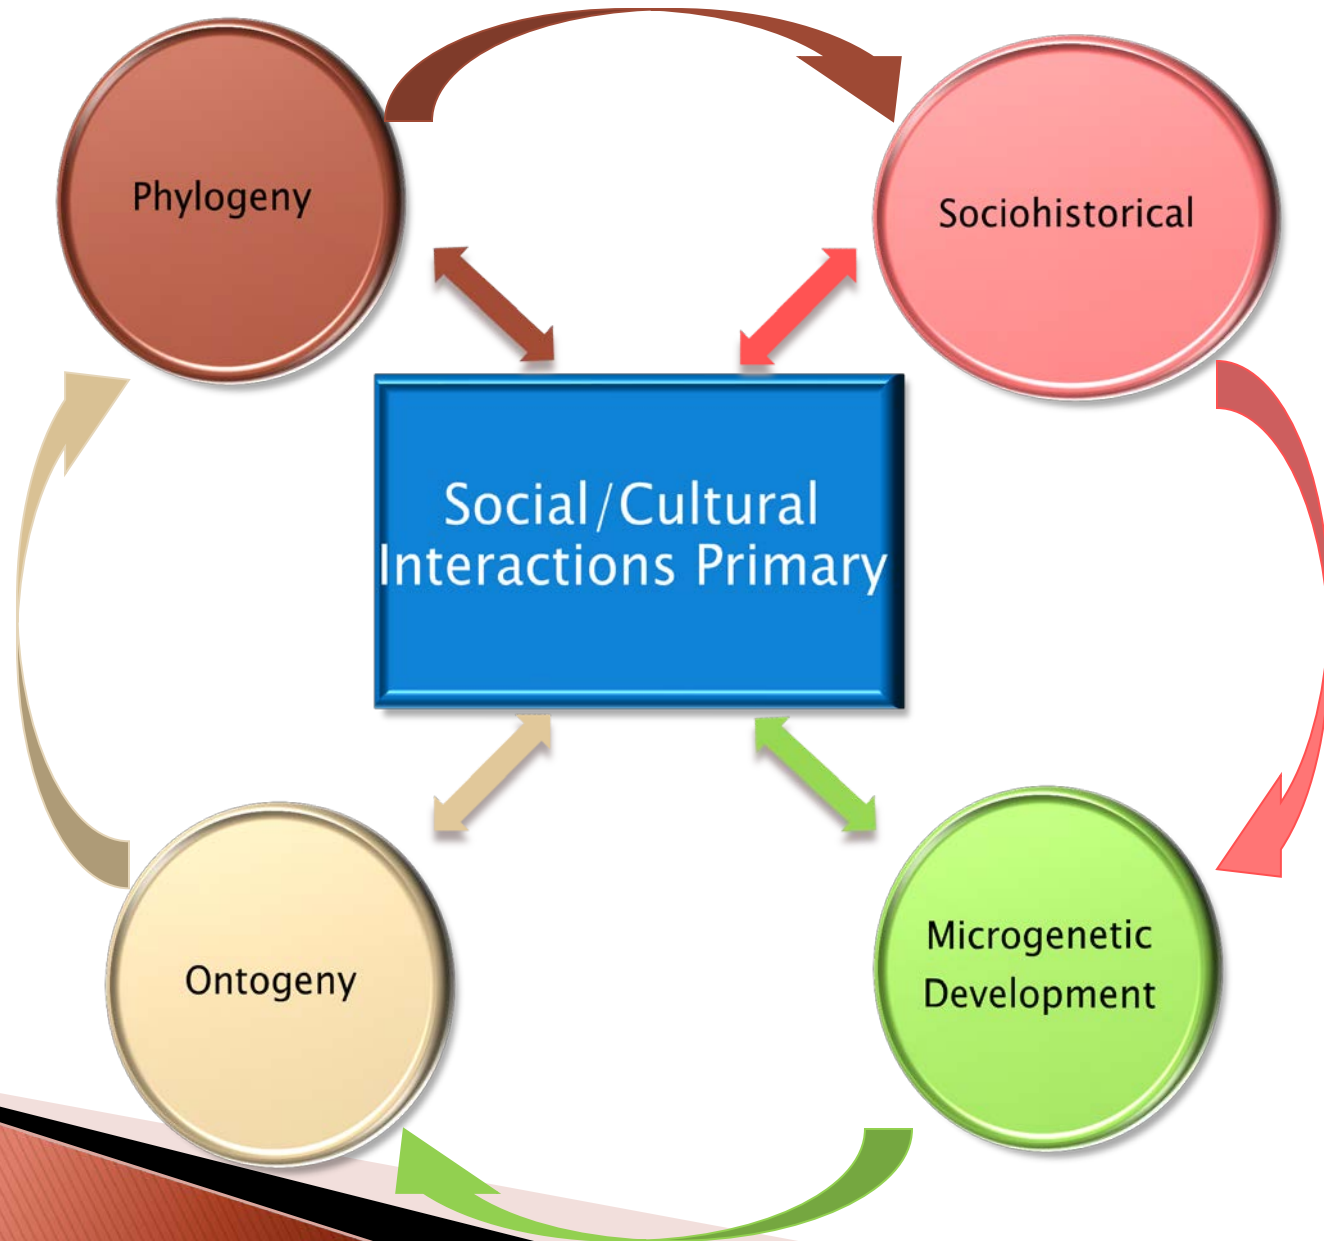 Phylogeny
Sociohistorical
Social/Cultural
Interactions Primary
Ontogeny
Microgenetic
Development